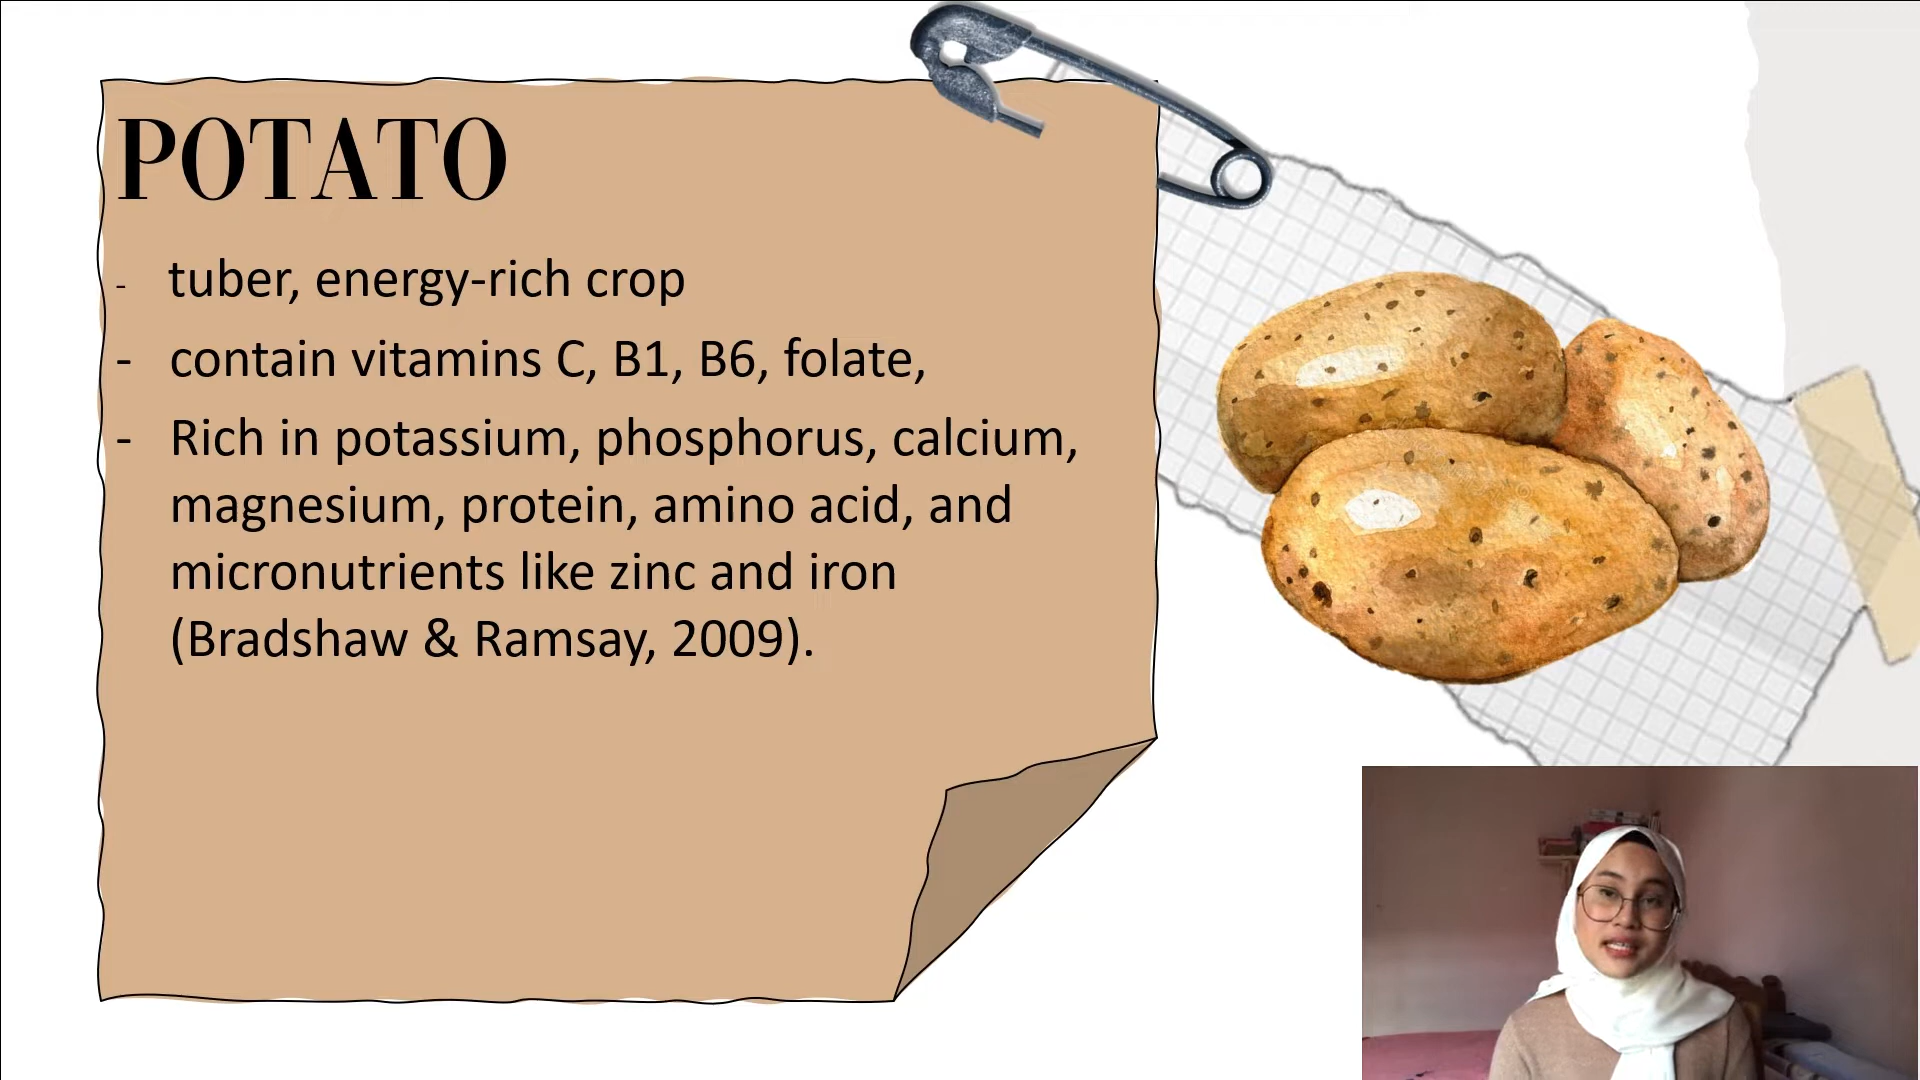 POTATO
- tuber, energy-rich crop
- contain vitamins C, B1, B6, folate,
- Rich in potassium, phosphorus, calcium,
magnesium, protein, amino acid, and
micronutrients like zinc and iron
(Bradshaw & Ramsay, 2009).